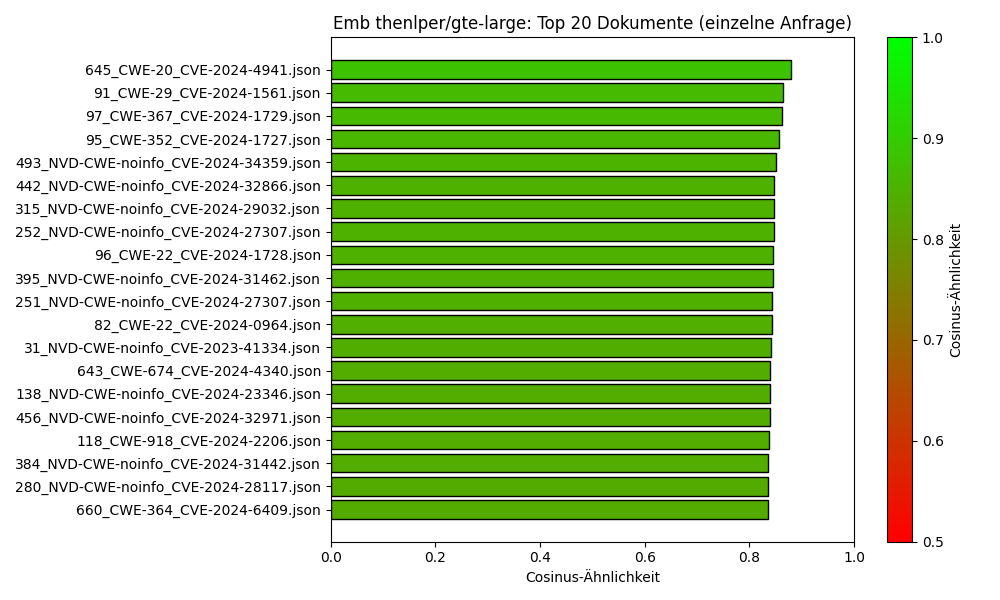 Emb thenlper/gte-large: Top 20 Dokumente (einzelne Anfrage)
645_CWE-20_CVE-2024-4941.json
91_CWE-29_CVE-2024-1561.json
97_CWE-367_CVE-2024-1729.json
95_CWE-352_CVE-2024-1727.json
493_NVD-CWE-noinfo_CVE-2024-34359.json
442_NVD-CWE-noinfo_CVE-2024-32866.json
315_NVD-CWE-noinfo_CVE-2024-29032.json
252_NVD-CWE-noinfo_CVE-2024-27307.json
96_CWE-22_CVE-2024-1728.json
395_NVD-CWE-noinfo_CVE-2024-31462.json
251_NVD-CWE-noinfo_CVE-2024-27307.json
82_CWE-22_CVE-2024-0964.json
31_NVD-CWE-noinfo_CVE-2023-41334.json
643_CWE-674_CVE-2024-4340.json
138_NVD-CWE-noinfo_CVE-2024-23346.json
456_NVD-CWE-noinfo_CVE-2024-32971.json
118_CWE-918_CVE-2024-2206.json
384_NVD-CWE-noinfo_CVE-2024-31442.json
280_NVD-CWE-noinfo_CVE-2024-28117.json
660_CWE-364_CVE-2024-6409.json
0.0 0.2 0.4 0.6 0.8 1.0
Cosinus-Ähnlichkeit
1.0
0.9
0.8
0.7
0.6
0.5
Cosinus-Ähnlichkeit